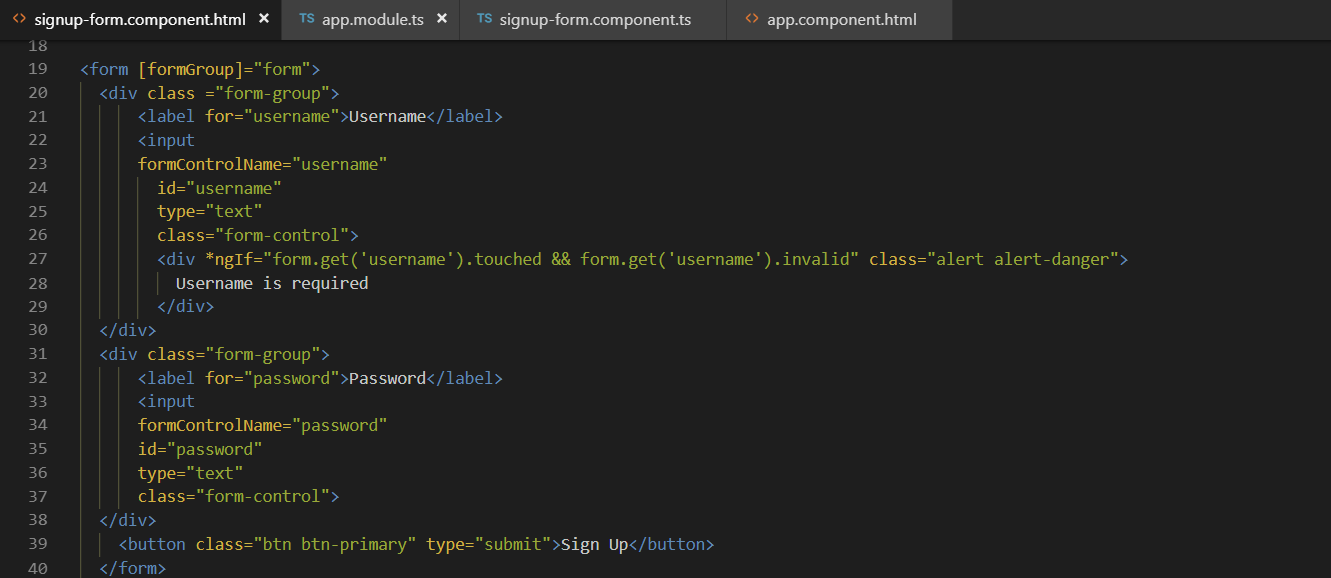 <> signup-form.component.html × TS app.module.ts × TS signup-form.component.ts <> app.component.html
18
19 <form [formGroup]="form">
20 <div class ="form-group">
21 <label for="username">Username</label>
22 <input
23 formControlName="username"
24 id="username"
25 type="text"
26 class="form-control">
27 <div *ngIf="form.get('username').touched && form.get('username').invalid" class="alert alert-danger">
28 Username is required
29 </div>
30 </div>
31 <div class="form-group">
32 <label for="password">Password</label>
33 <input
34 formControlName="password"
35 id="password"
36 type="text"
37 class="form-control">
38 </div>
39 <button class="btn btn-primary" type="submit">Sign Up</button>
40 </form>